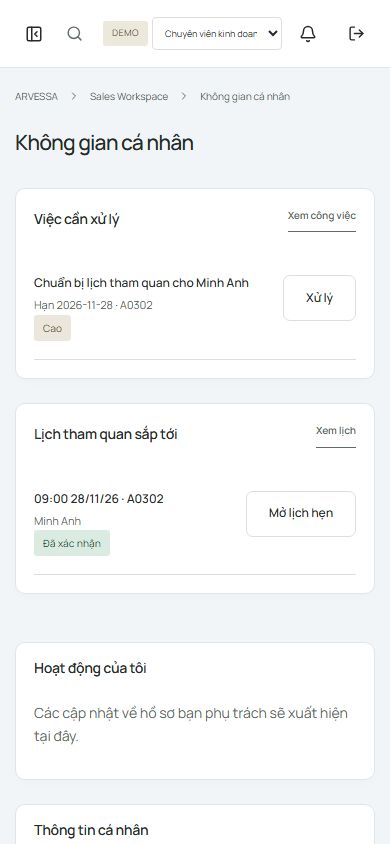 DEMO
Chuyên viên kinh doan
ARVESSA > Sales Workspace > Không gian cá nhân
Không gian cá nhân
Việc cần xử lý
Xem công việc
Chuẩn bị lịch tham quan cho Minh Anh
Hạn 2026-11-28 · A0302
Cao
Xử lý
Lịch tham quan sắp tới
Xem lịch
09:00 28/11/26 · A0302
Minh Anh
Đã xác nhận
Mở lịch hẹn
Hoạt động của tôi
Các cập nhật về hồ sơ bạn phụ trách sẽ xuất hiện
tại đây.
Thông tin cá nhân